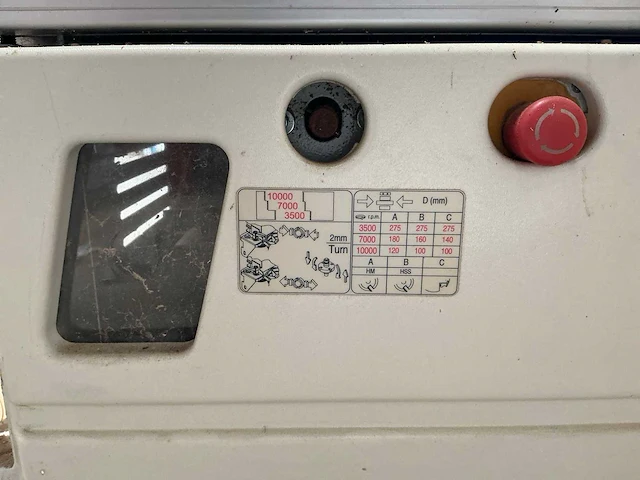 10000
7000
3500
2mm
Turn
D (mm)
r.p.m. A B C
3500 275 275 275
7000 180 160 140
10000 120 100 100
A B C
HM HSS